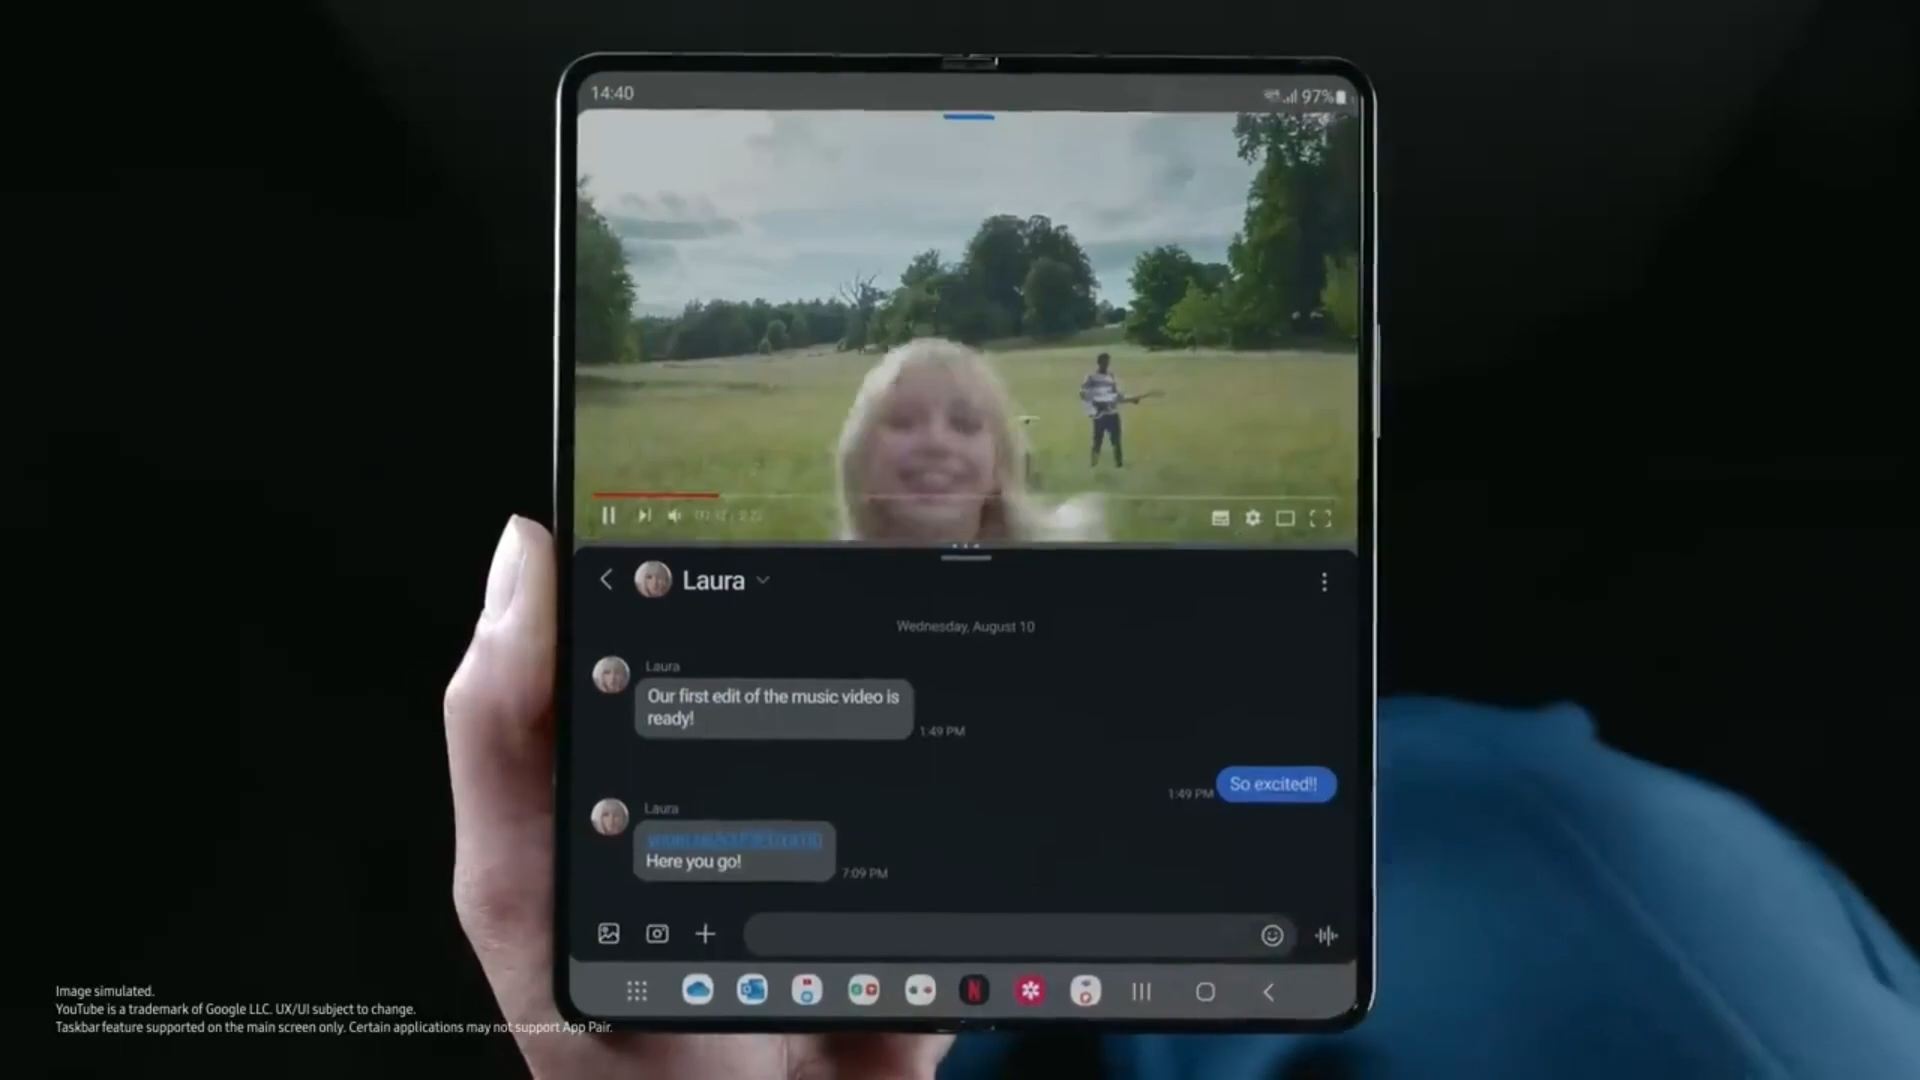 14:40
97%
Laura
Wednesday, August 10
Laura
Our first edit of the music video is
ready!
1:49 PM
So excited!!
1:49 PM
Laura
Here you go!
7:09 PM
Image simulated.
YouTube is a trademark of Google LLC. UX/UI subject to change.
Taskbar feature supported on the main screen only. Certain applications may not support App Pair.